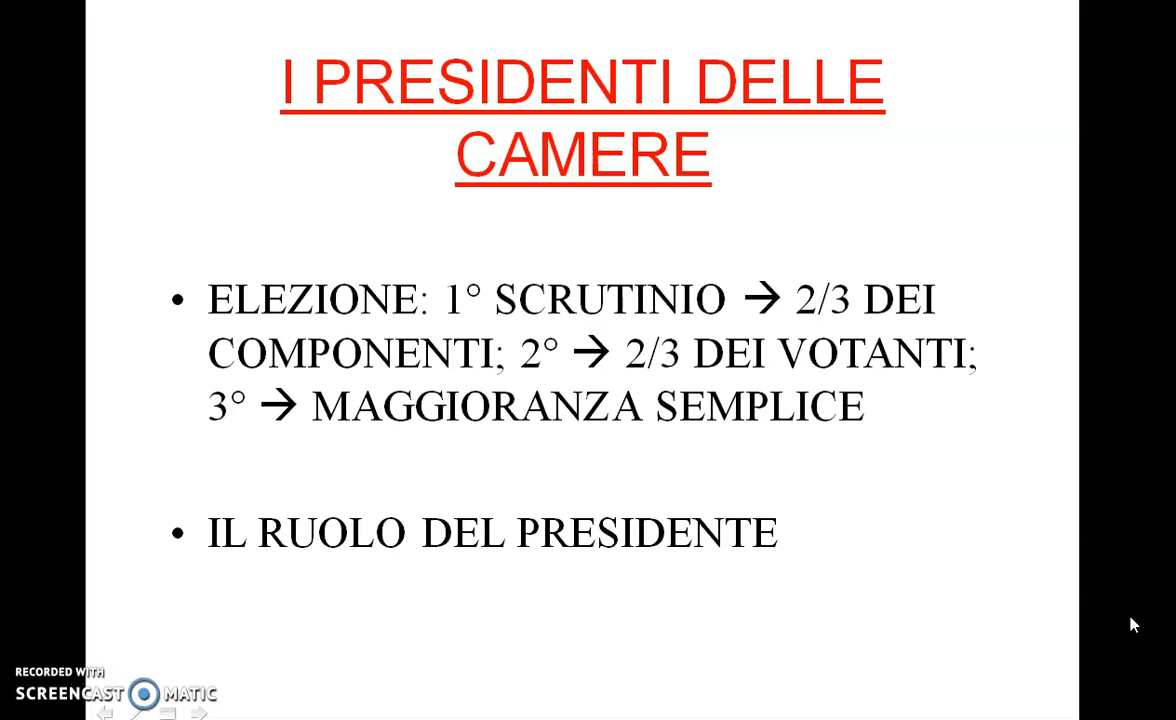 I PRESIDENTI DELLE
CAMERE
• ELEZIONE: 1° SCRUTINIO → 2/3 DEI
COMPONENTI; 2° → 2/3 DEI VOTANTI;
3° → MAGGIORANZA SEMPLICE
• IL RUOLO DEL PRESIDENTE
RECORDED WITH
SCREENCAST MATIC